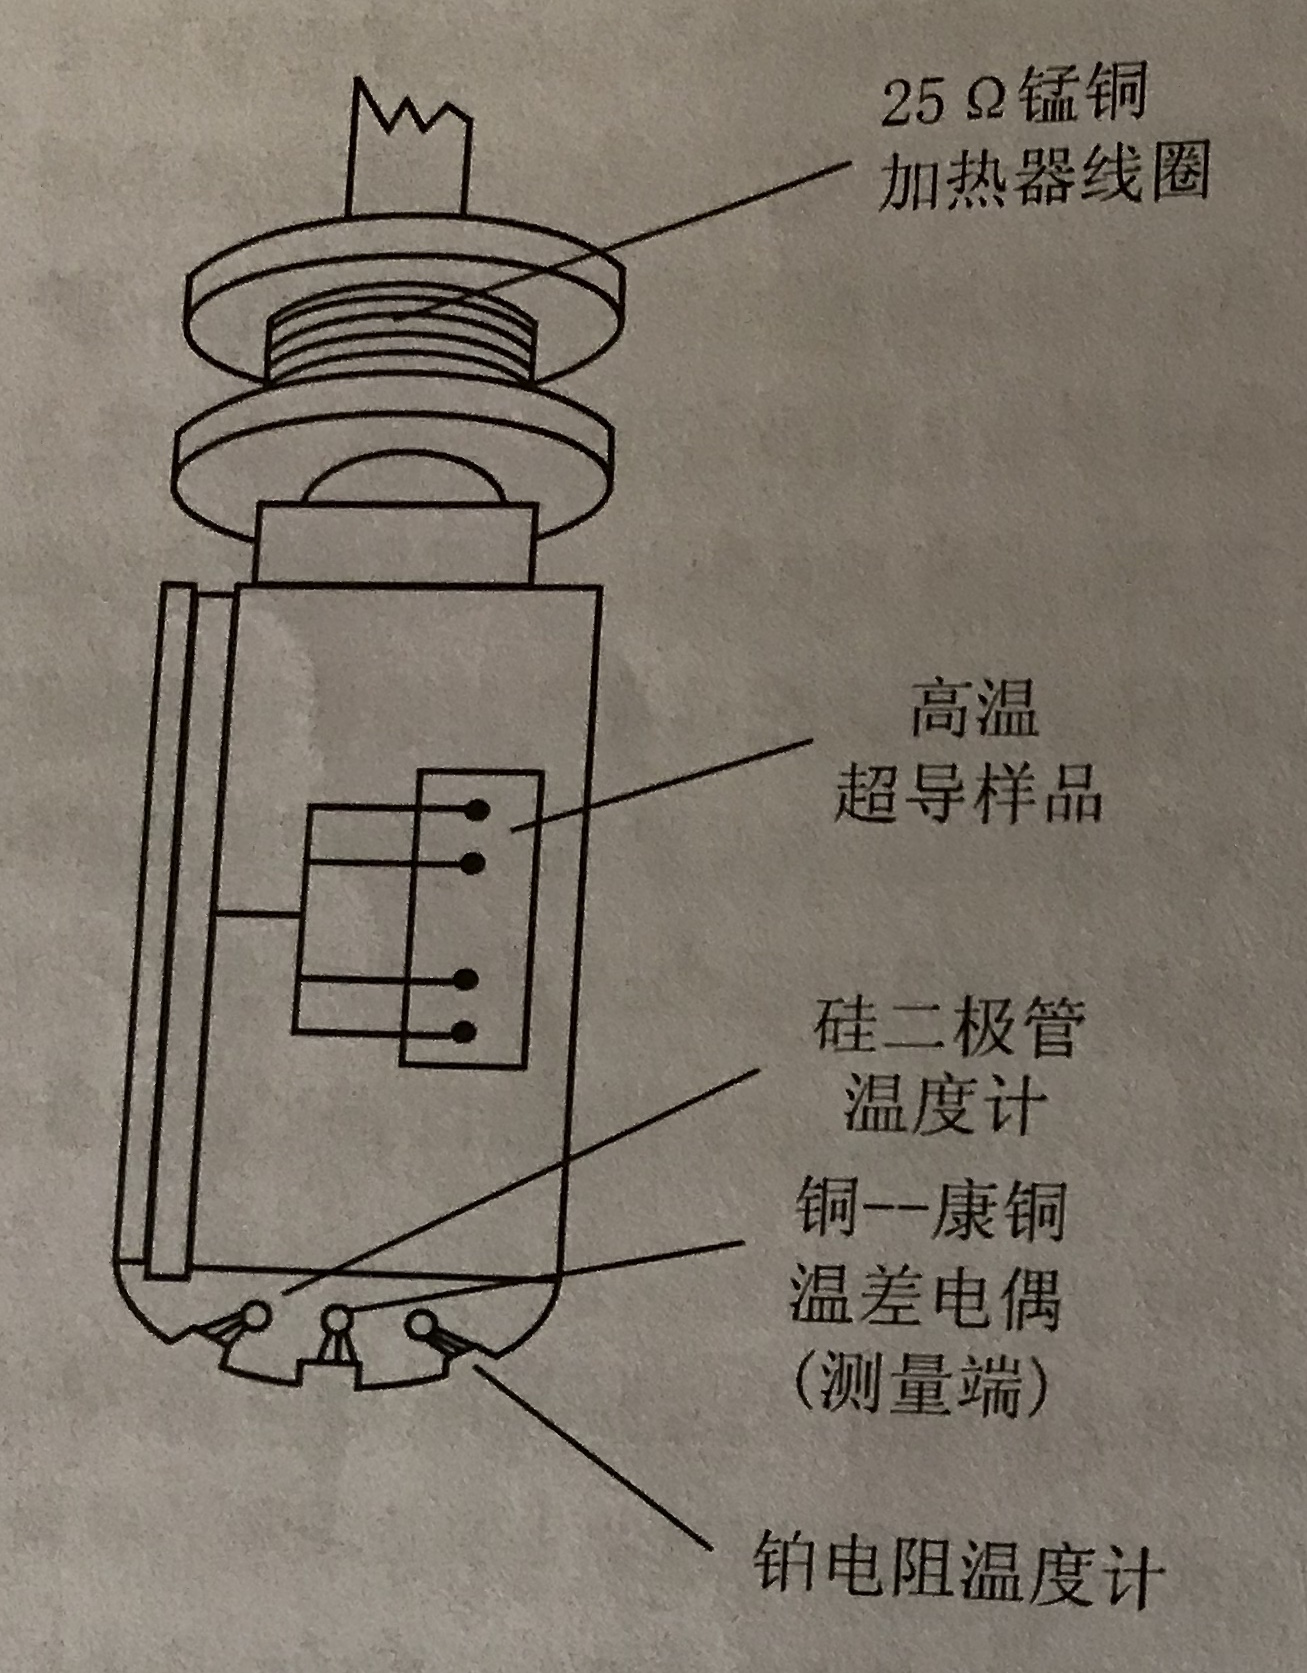 25 Ω锰铜
加热器线圈
高温
超导样品
硅二极管
温度计
铜--康铜
温差电偶
(测量端)
铂电阻温度计